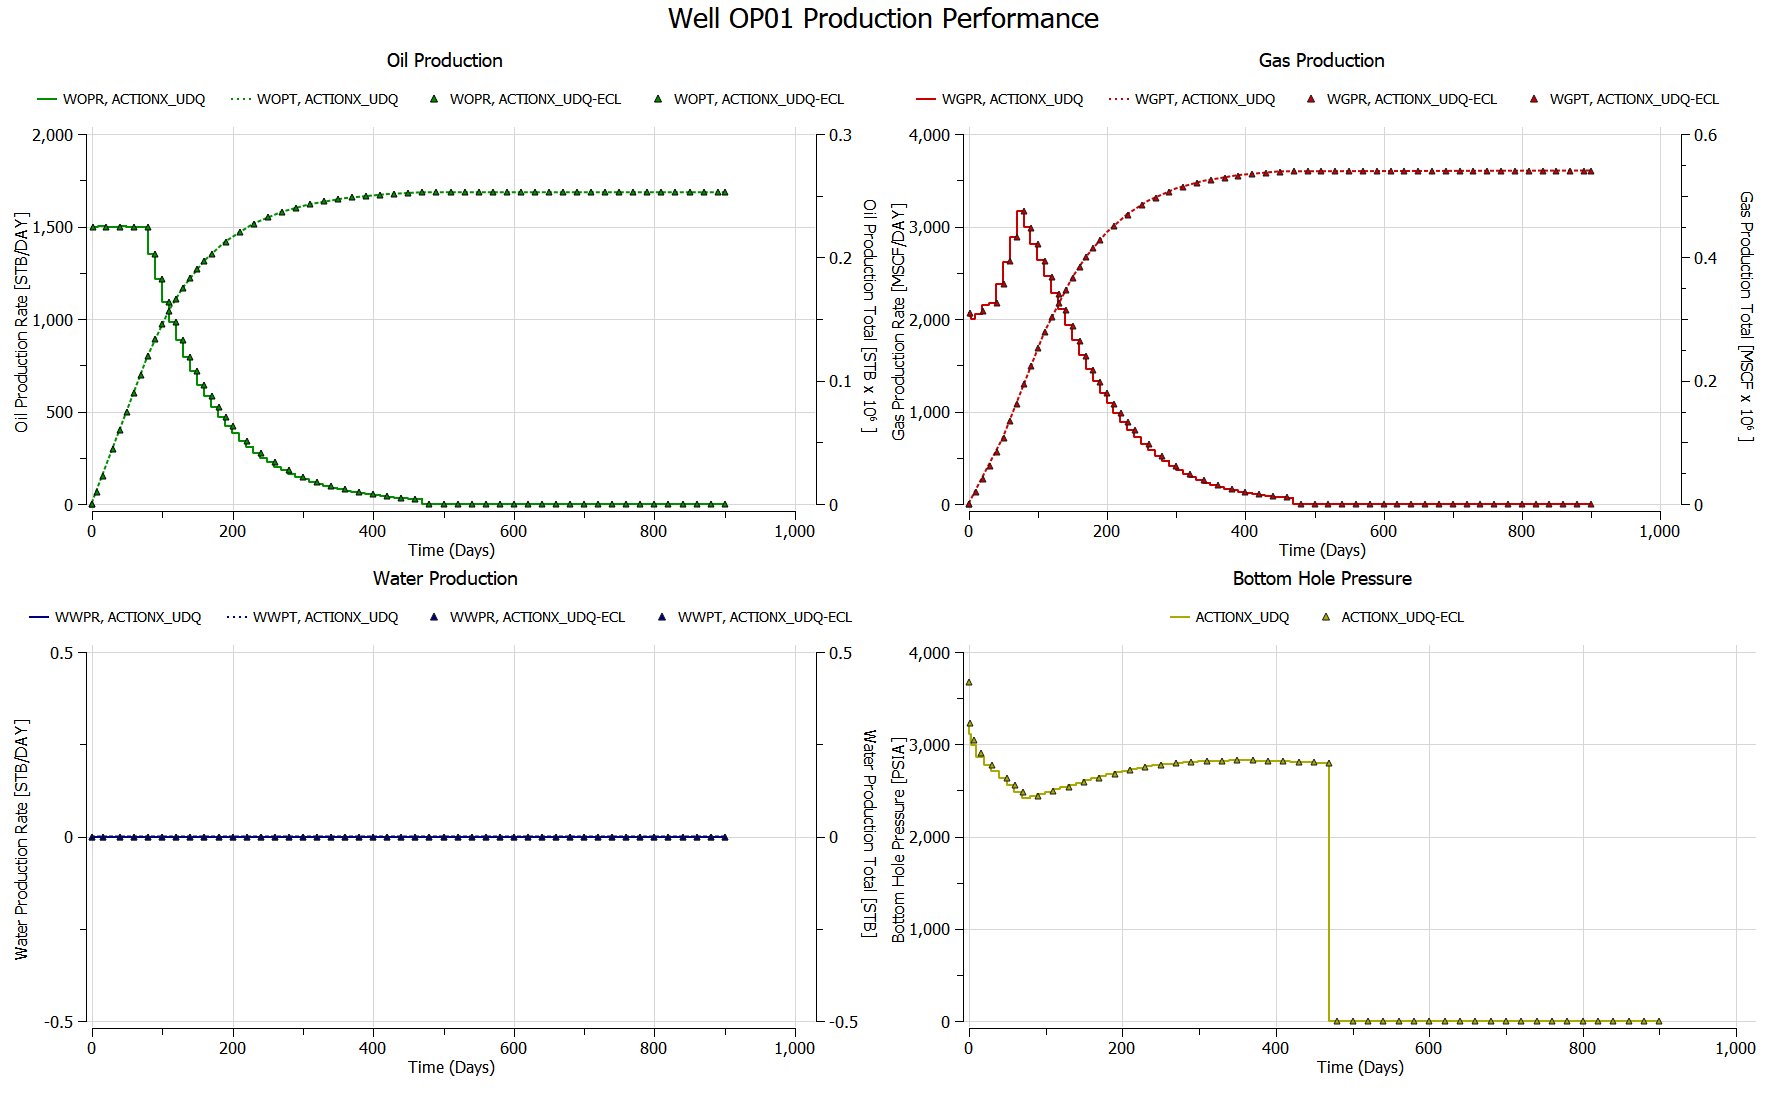 Well OP01 Production Performance
Oil Production
WOPR, ACTIONX_UDQ WOPT, ACTIONX_UDQ WOPR, ACTIONX_UDQ-ECL WOPT, ACTIONX_UDQ-ECL
Oil Production Rate [STB/DAY]
2,000
1,500
1,000
500
0
0.3
0.2
0.1
0
Oil Production Total [STB x 10⁶ ]
0 200 400 600 800 1,000
Time (Days)
Gas Production
WGPR, ACTIONX_UDQ WGPT, ACTIONX_UDQ WGPR, ACTIONX_UDQ-ECL WGPT, ACTIONX_UDQ-ECL
Gas Production Rate [MSCF/DAY]
4,000
3,000
2,000
1,000
0
0.6
0.4
0.2
0
Gas Production Total [MSCF x 10⁶ ]
0 200 400 600 800 1,000
Time (Days)
Water Production
WWPR, ACTIONX_UDQ WWPT, ACTIONX_UDQ WWPR, ACTIONX_UDQ-ECL WWPT, ACTIONX_UDQ-ECL
Water Production Rate [STB/DAY]
0.5
0
-0.5
0.5
0
-0.5
Water Production Total [STB]
0 200 400 600 800 1,000
Time (Days)
Bottom Hole Pressure
ACTIONX_UDQ ACTIONX_UDQ-ECL
Bottom Hole Pressure [PSIA]
4,000
3,000
2,000
1,000
0
0 200 400 600 800 1,000
Time (Days)